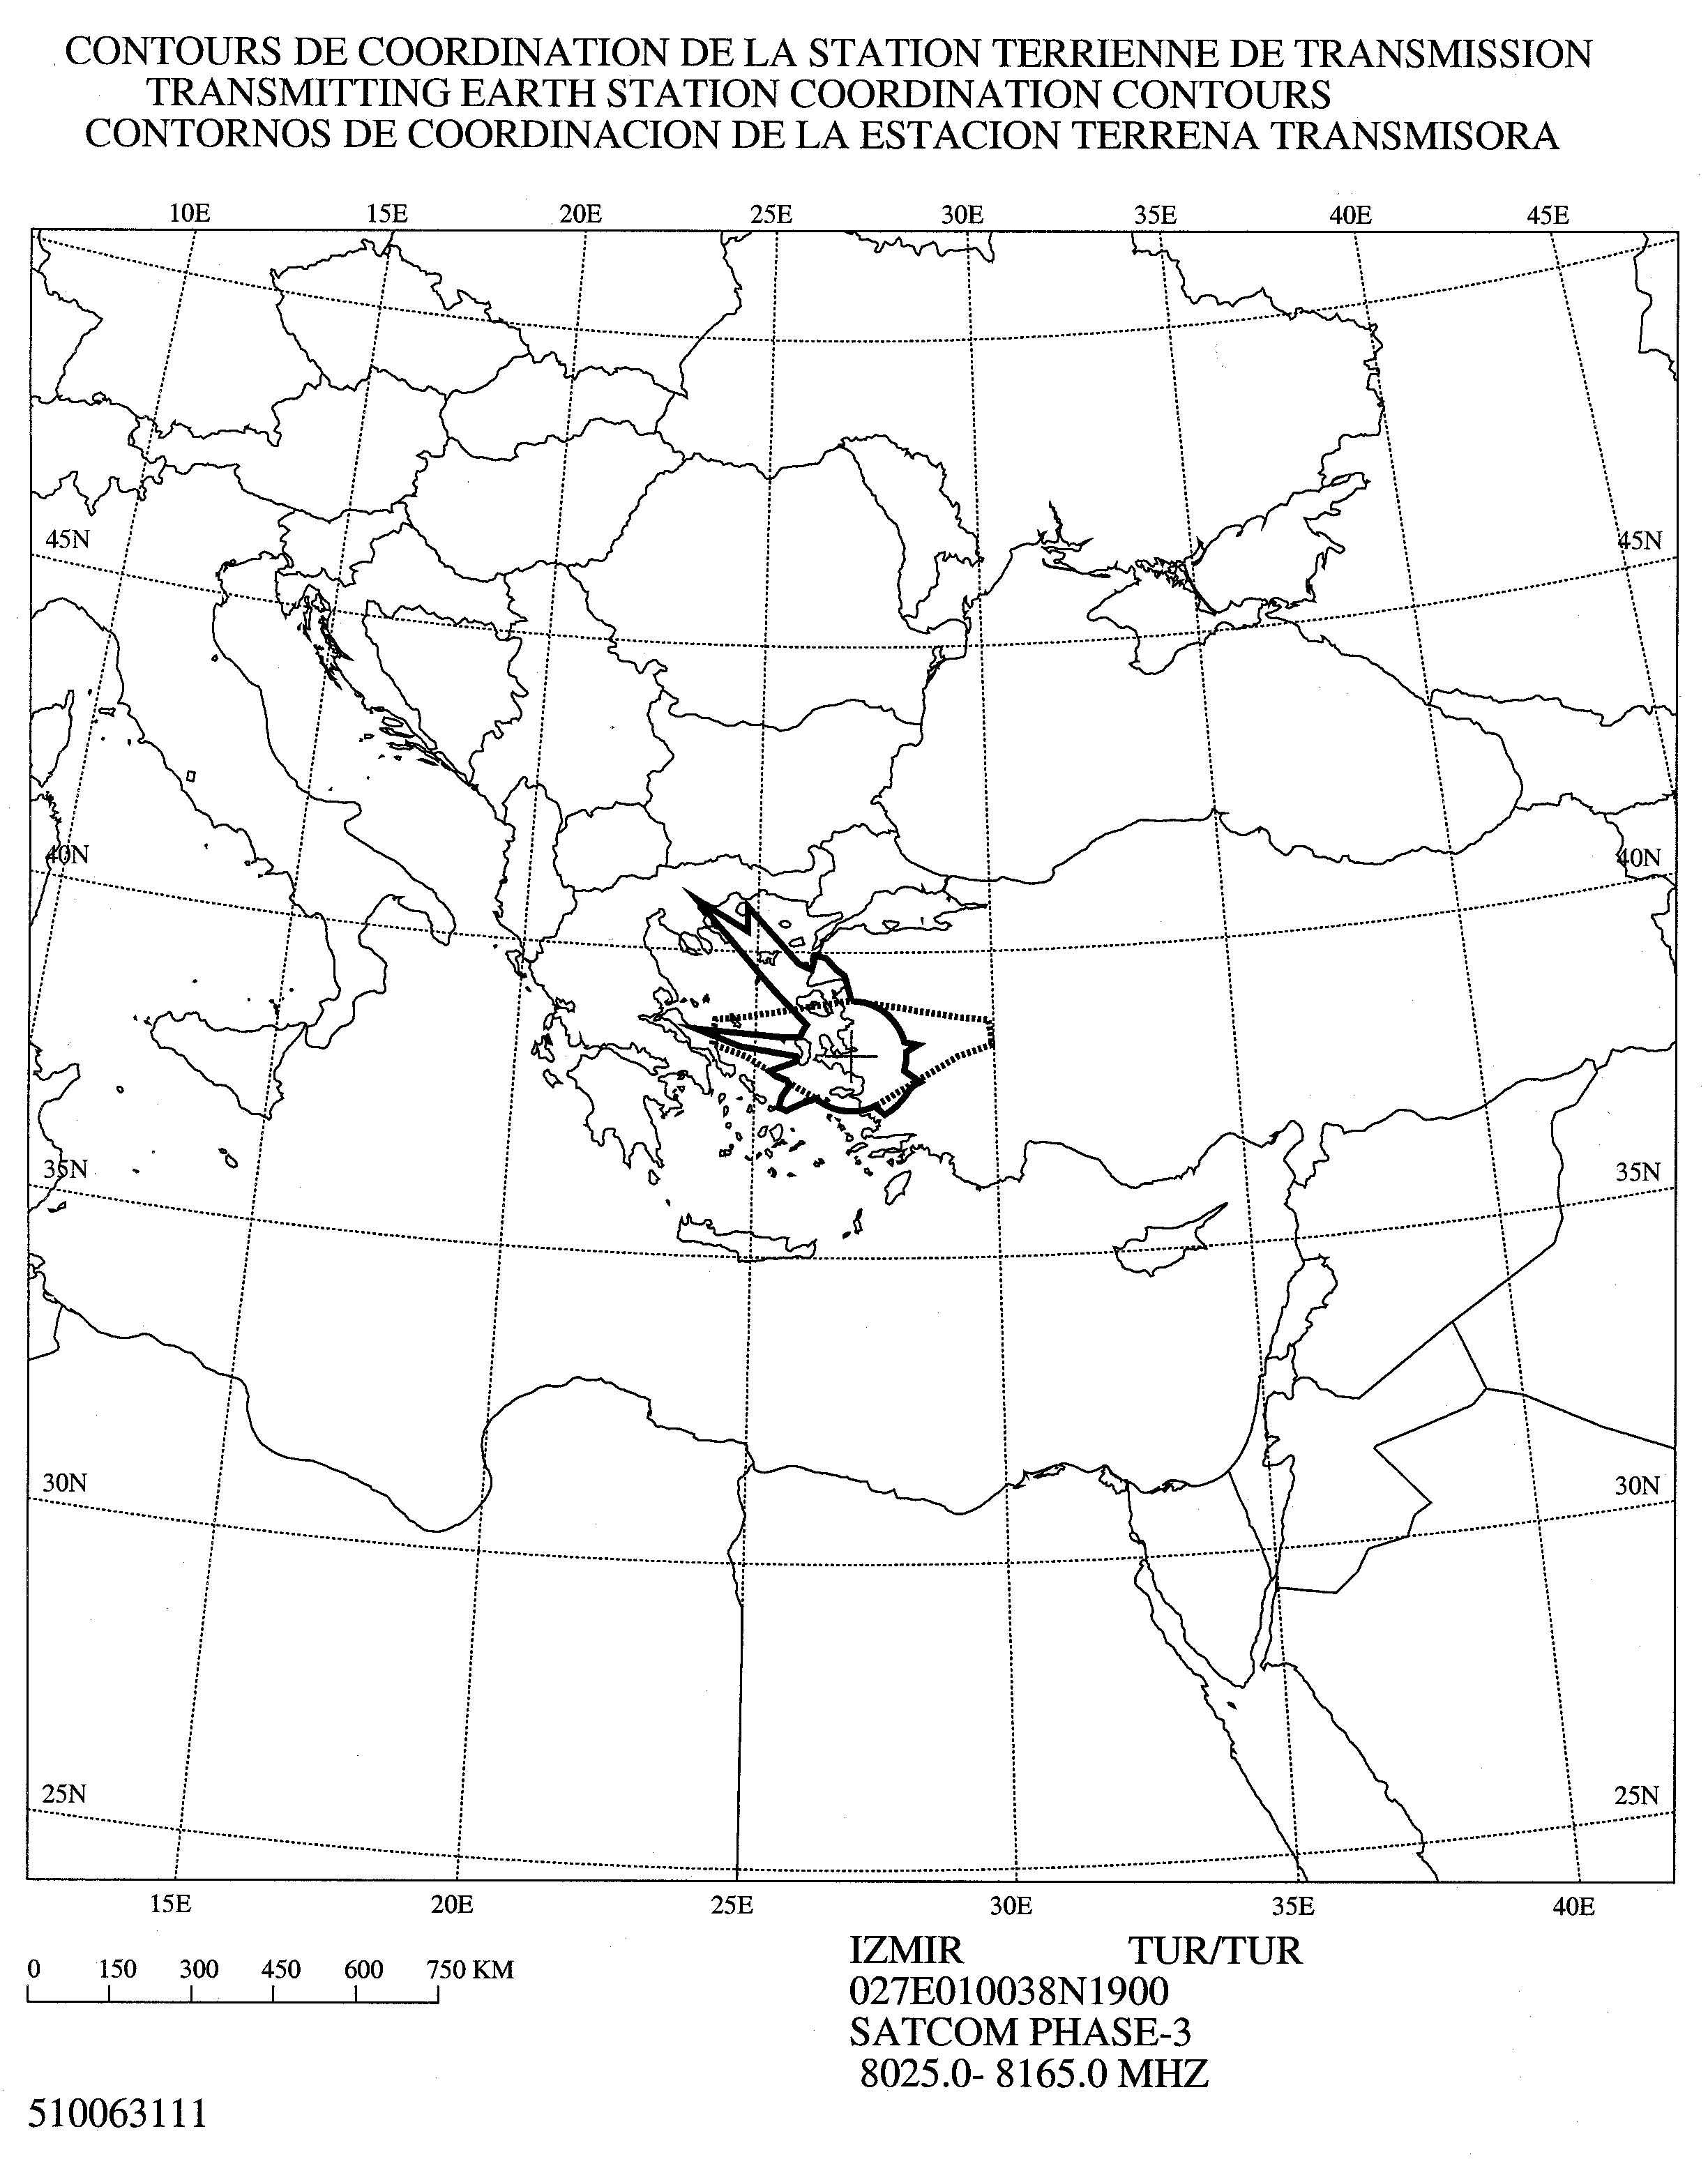 CONTOURS DE COORDINATION DE LA STATION TERRIENNE DE TRANSMISSION
TRANSMITTING EARTH STATION COORDINATION CONTOURS
CONTORNOS DE COORDINACION DE LA ESTACION TERRENA TRANSMISORA
10E 15E 20E 25E 30E 35E 40E 45E
45N 45N
40N 40N
35N 35N
30N 30N
25N 25N
15E 20E 25E 30E 35E 40E
0 150 300 450 600 750 KM
IZMIR TUR/TUR
027E010038N1900
SATCOM PHASE-3
8025.0- 8165.0 MHZ
510063111